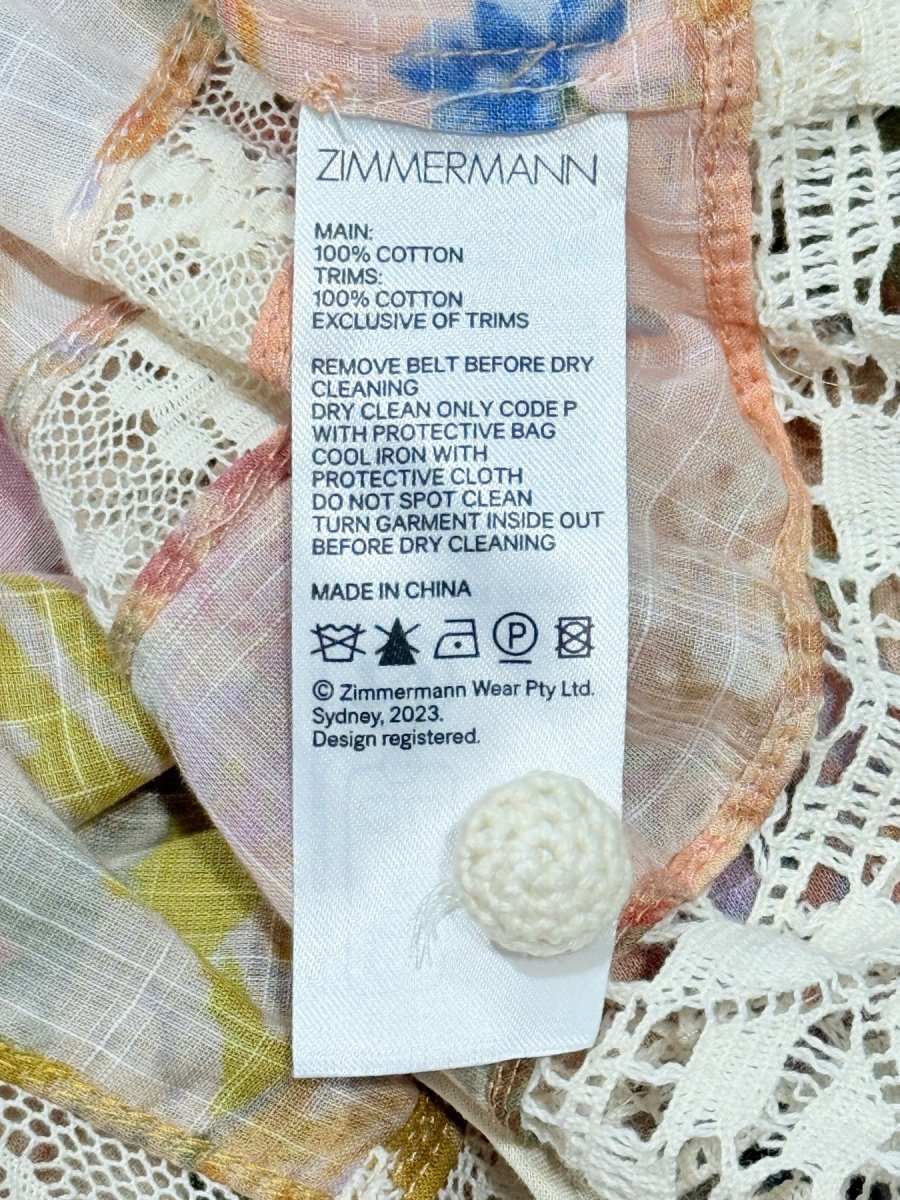 ZIMMERMANN
MAIN:
100% COTTON
TRIMS:
100% COTTON
EXCLUSIVE OF TRIMS
REMOVE BELT BEFORE DRY
CLEANING
DRY CLEAN ONLY CODE P
WITH PROTECTIVE BAG
COOL IRON WITH
PROTECTIVE CLOTH
DO NOT SPOT CLEAN
TURN GARMENT INSIDE OUT
BEFORE DRY CLEANING
MADE IN CHINA
P
© Zimmermann Wear Pty Ltd.
Sydney, 2023.
Design registered.